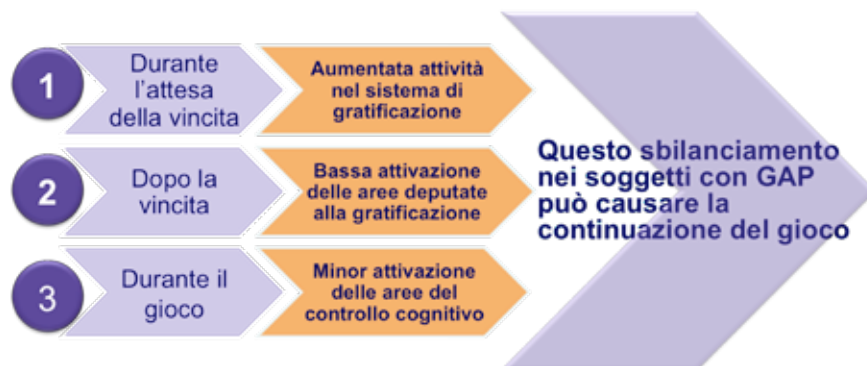 1
Durante
l'attesa
della vincita
Aumentata attività
nel sistema di
gratificazione
2
Dopo la
vincita
Bassa attivazione
delle aree deputate
alla gratificazione
3
Durante il
gioco
Minor attivazione
delle aree del
controllo cognitivo
Questo sbilanciamento
nei soggetti con GAP
può causare la
continuazione del gioco